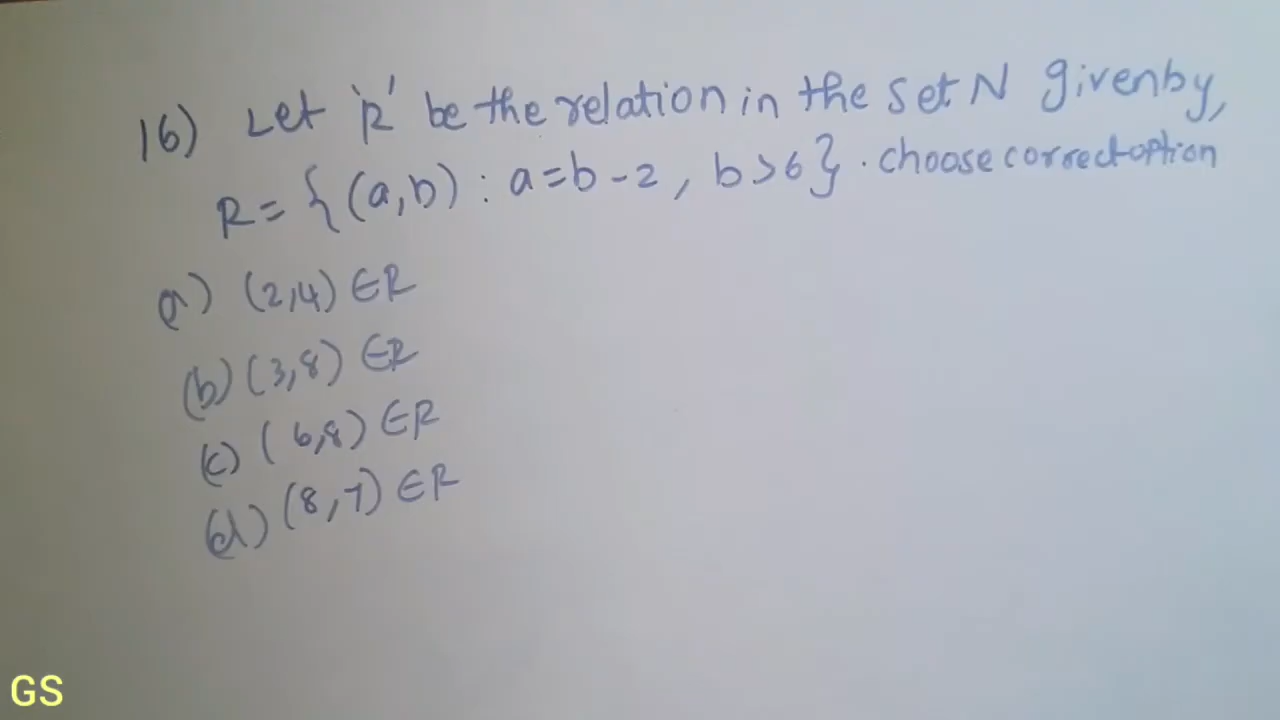 16) Let 'R' be the relation in the set N given by,
R = {(a,b) : a=b-2, b>6}. choose correct option
a) (2,4) ∈R
(b) (3,8) ∈R
(c) (6,8) ∈R
(d) (8,7) ∈R
GS